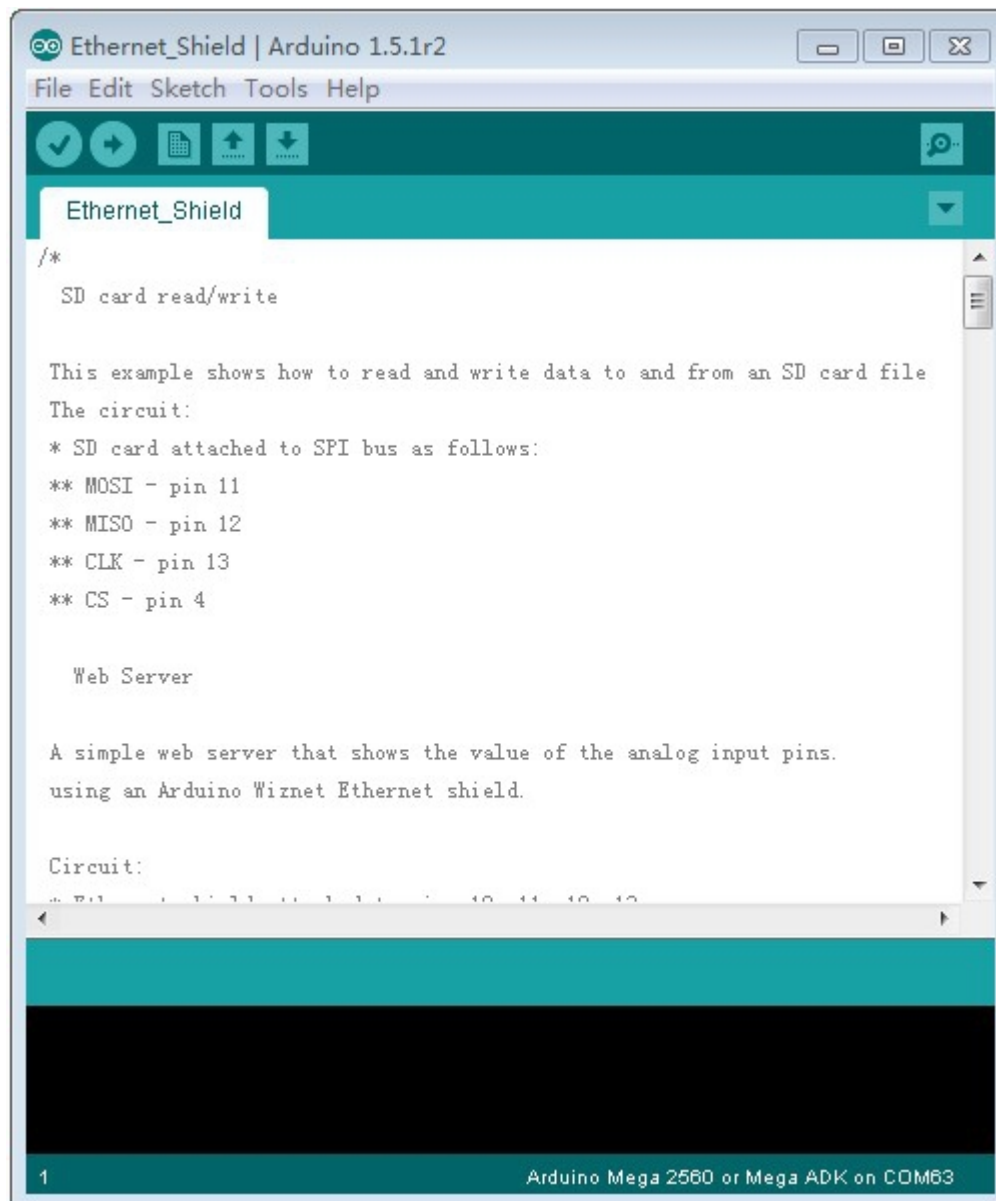 Ethernet_Shield | Arduino 1.5.1r2
File Edit Sketch Tools Help
Ethernet_Shield
/*
SD card read/write
This example shows how to read and write data to and from an SD card file
The circuit:
* SD card attached to SPI bus as follows:
** MOSI - pin 11
** MISO - pin 12
** CLK - pin 13
** CS - pin 4
Web Server
A simple web server that shows the value of the analog input pins.
using an Arduino Wiznet Ethernet shield.
Circuit:
1
Arduino Mega 2560 or Mega ADK on COM63